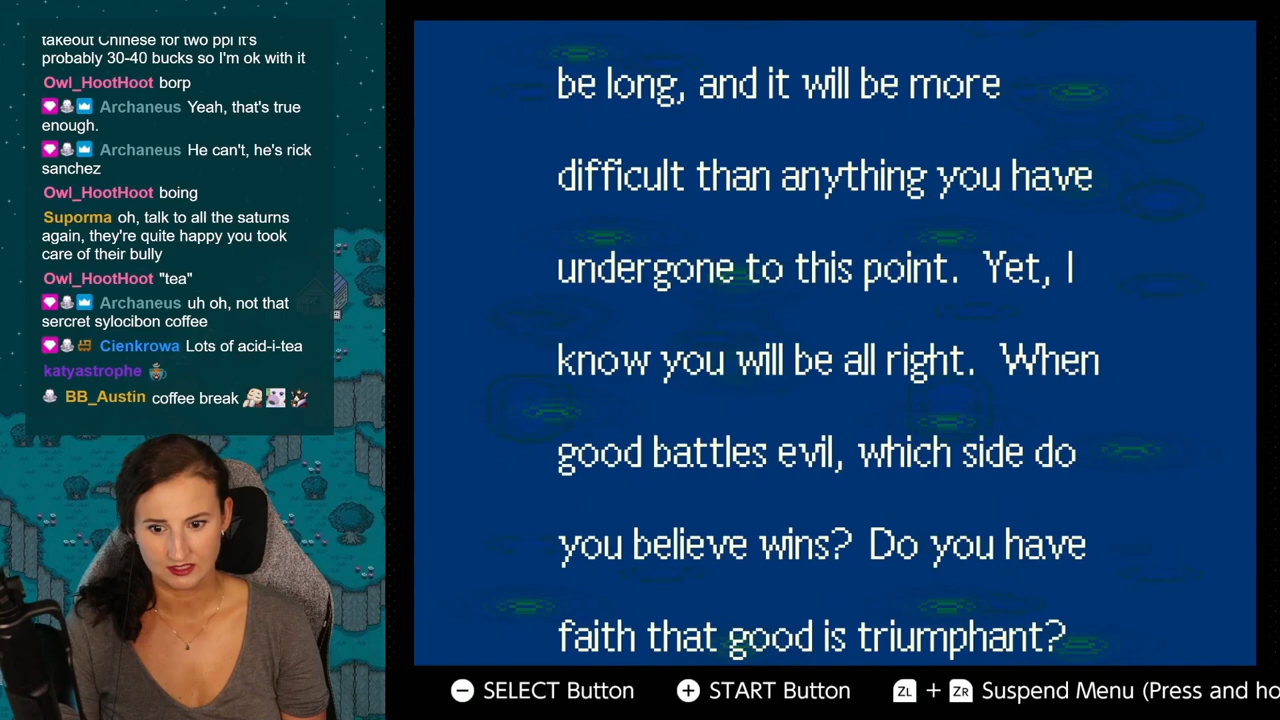 takeout Chinese for two ppl it's
probably 30-40 bucks so I'm ok with it
Owl_HootHoot borp
Archaneus Yeah, that's true
enough.
Archaneus He can't, he's rick
sanchez
Owl_HootHoot boing
Suporma oh, talk to all the saturns
again, they're quite happy you took
care of their bully
Owl_HootHoot "tea"
Archaneus uh oh, not that
sercret sylocibon coffee
Cienkrowa Lots of acid-i-tea
katyastrophe
BB_Austin coffee break
be long, and it will be more
difficult than anything you have
undergone to this point. Yet, I
know you will be all right. When
good battles evil, which side do
you believe wins? Do you have
faith that good is triumphant?
SELECT Button START Button ZL + ZR Suspend Menu (Press and ho